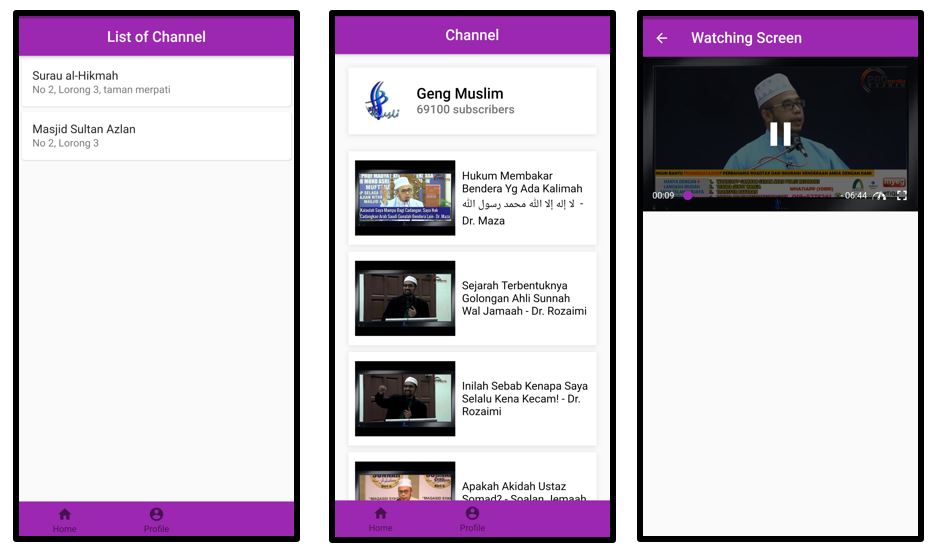 List of Channel
Surau al-Hikmah
No 2, Lorong 3, taman merpati
Masjid Sultan Azlan
No 2, Lorong 3
Home
Profile
Channel
Geng Muslim
69100 subscribers
Hukum Membakar
Bendera Yg Ada Kalimah
لا إله إلا الله محمد رسول الله -
Dr. Maza
Sejarah Terbentuknya
Golongan Ahli Sunnah
Wal Jamaah - Dr. Rozaimi
Inilah Sebab Kenapa Saya
Selalu Kena Kecam! - Dr.
Rozaimi
Apakah Akidah Ustaz
Somad? - Soalan Jemaah
Home
Profile
Watching Screen
00:09
- 06:44